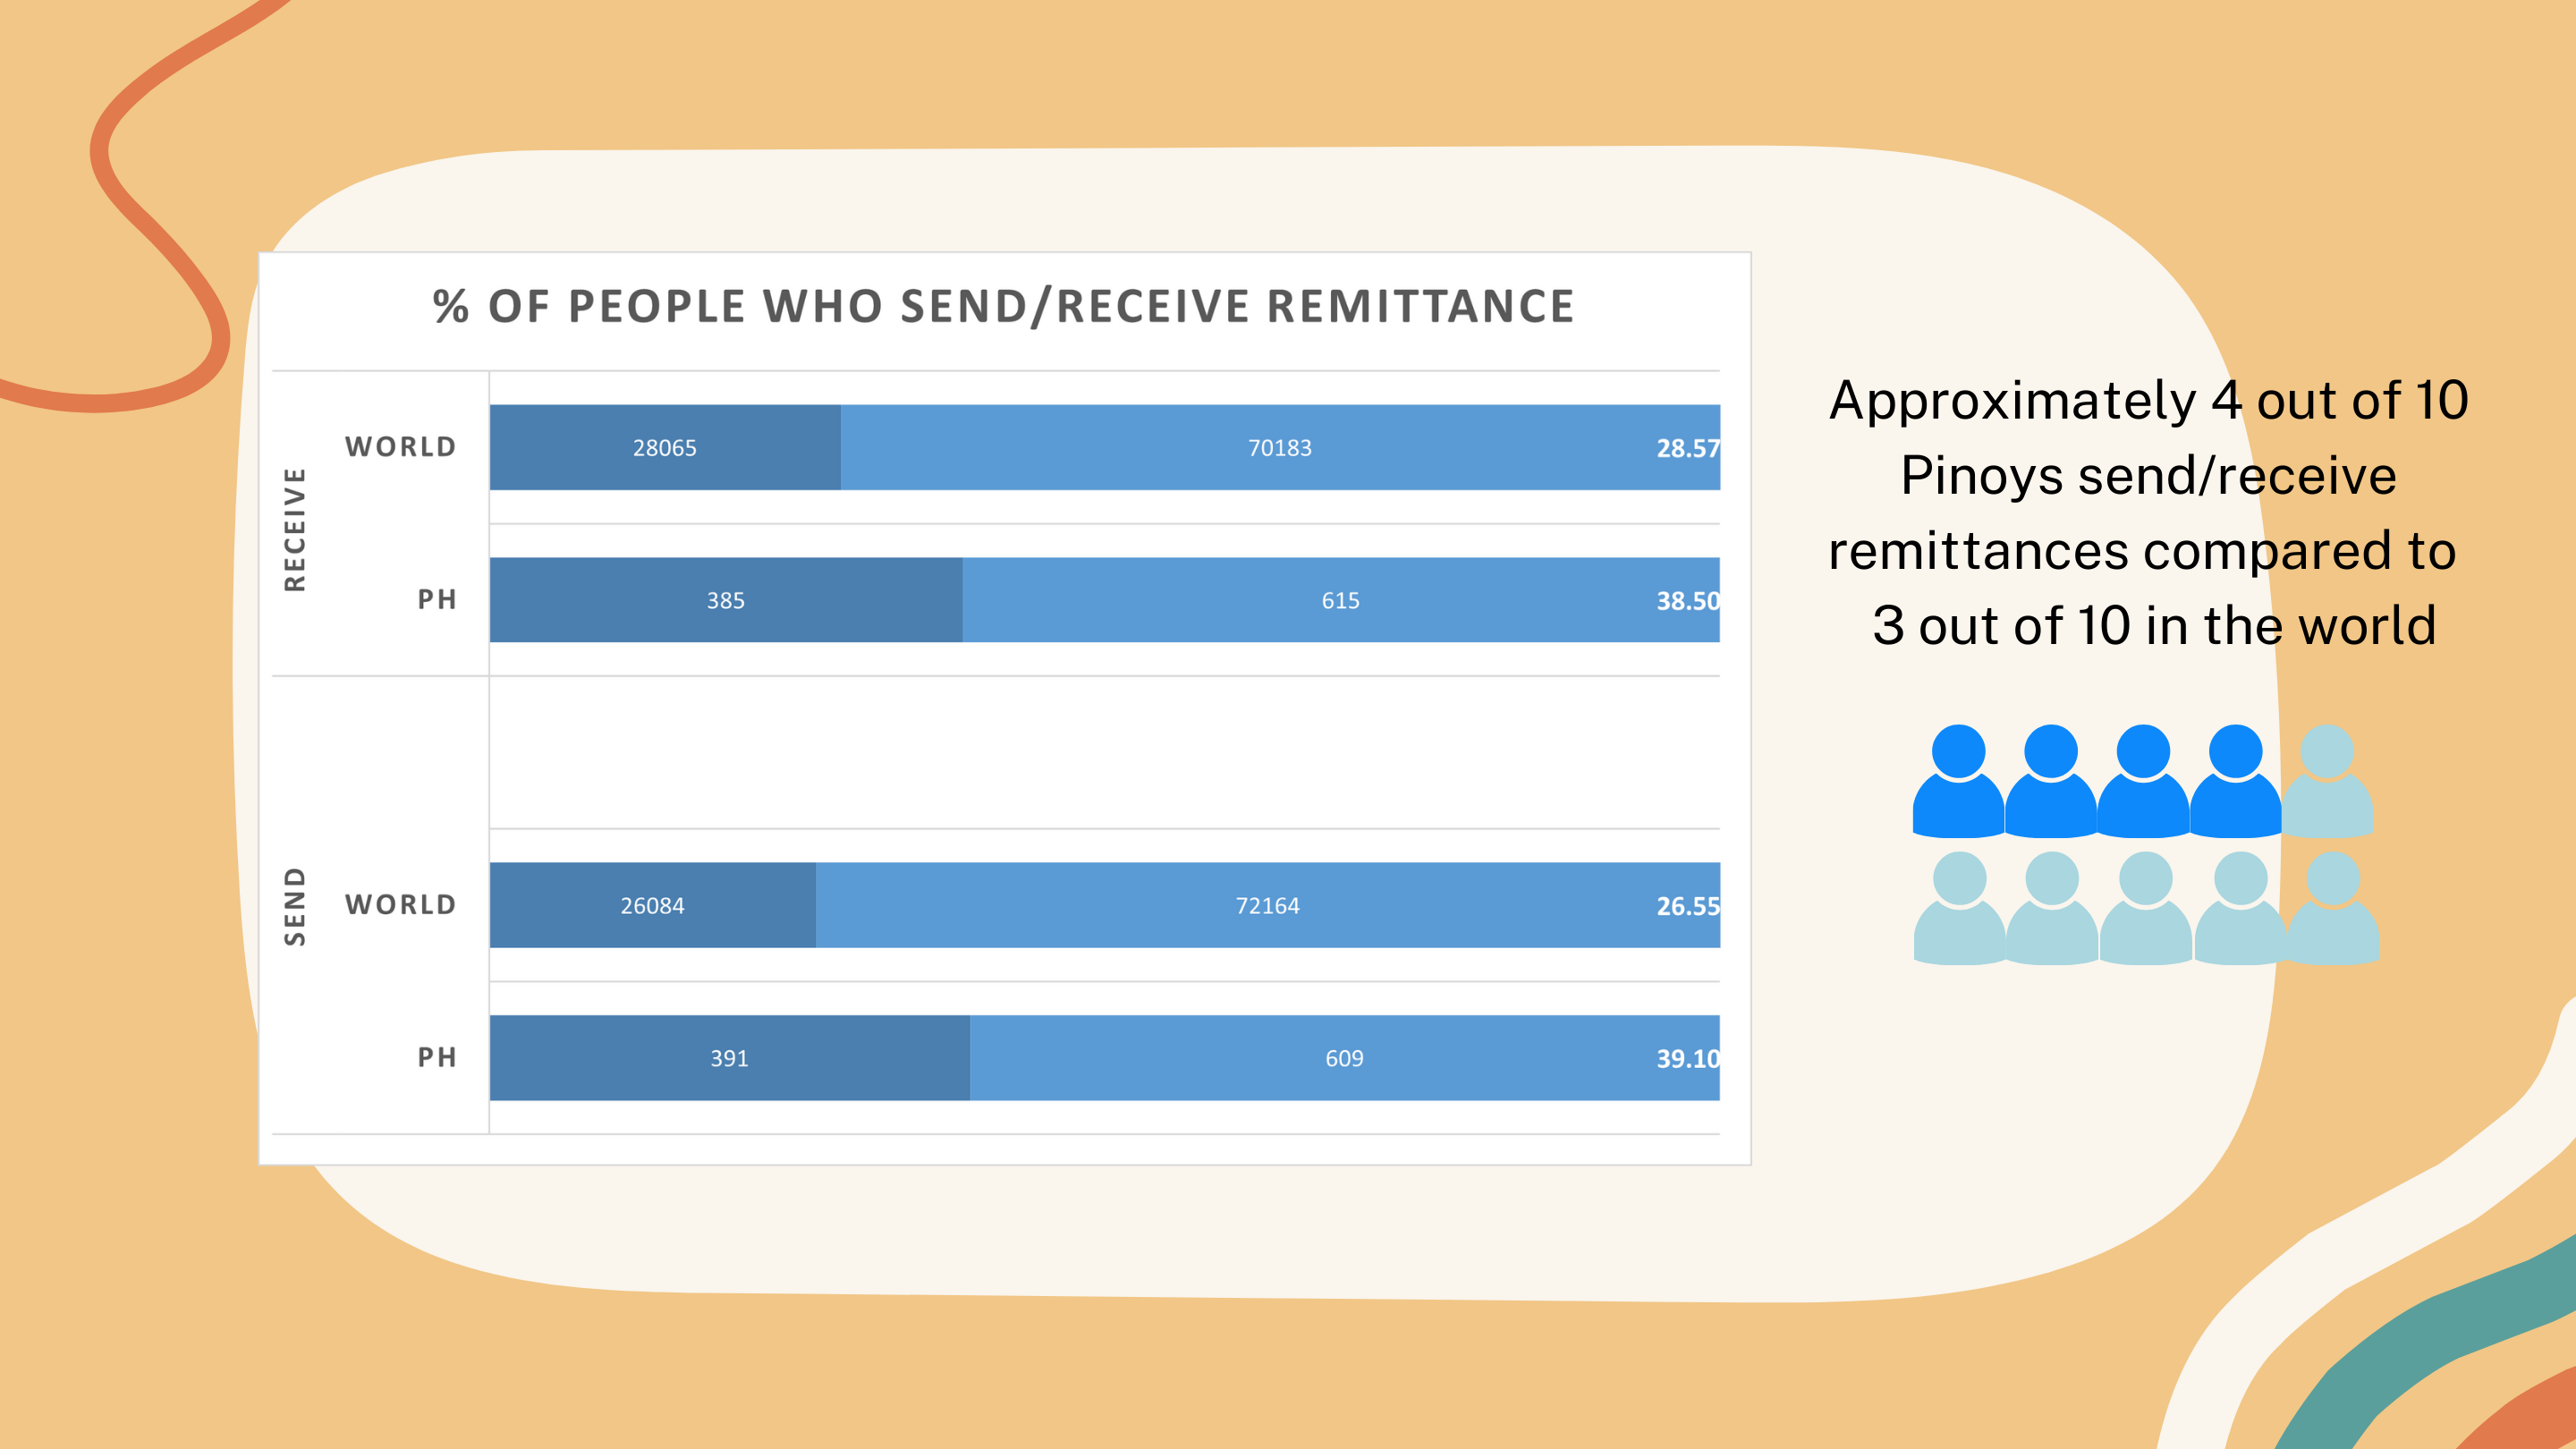 % OF PEOPLE WHO SEND/RECEIVE REMITTANCE
RECEIVE
WORLD
28065
70183
28.57
PH
385
615
38.50
SEND
WORLD
26084
72164
26.55
PH
391
609
39.10
Approximately 4 out of 10
Pinoys send/receive
remittances compared to
3 out of 10 in the world